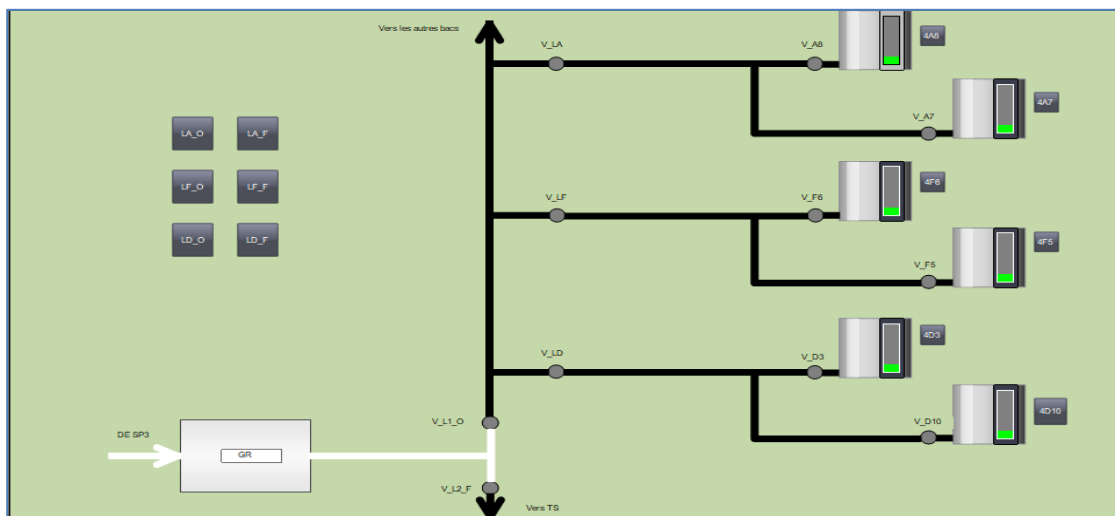 Vers les autres bacs
V_LA
V_A8
4A8
4A7
V_A7
LA_O LA_F
LF_O LF_F
LD_O LD_F
V_LF
V_F6
4F6
4F5
V_F5
V_LD
V_D3
4D3
4D10
V_D10
V_L1_O
DE SP3
GR
V_L2_F
Vers TS